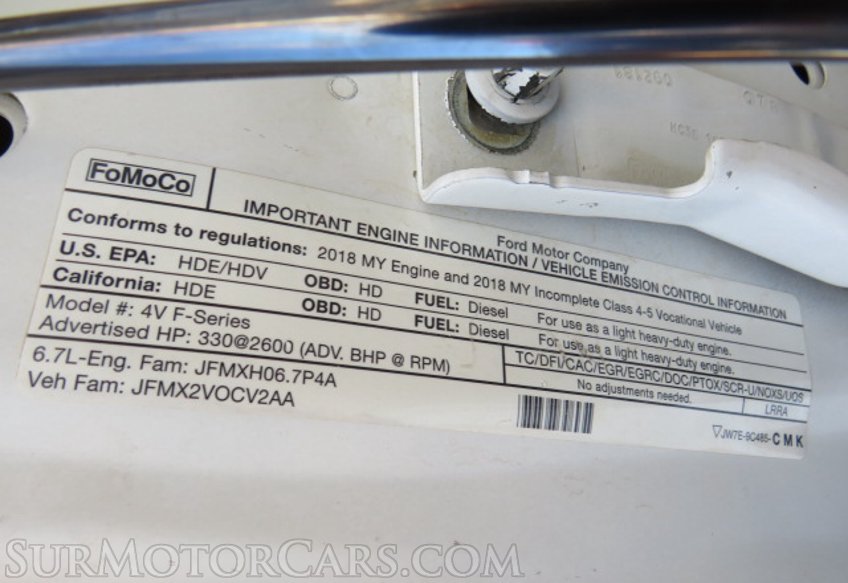 FoMoCo
Ford Motor Company
IMPORTANT ENGINE INFORMATION / VEHICLE EMISSION CONTROL INFORMATION
Conforms to regulations: 2018 MY Engine and 2018 MY Incomplete Class 4-5 Vocational Vehicle
U.S. EPA: HDE/HDV OBD: HD FUEL: Diesel For use as a light heavy-duty engine.
California: HDE OBD: HD FUEL: Diesel For use as a light heavy-duty engine.
Model #: 4V F-Series
Advertised HP: 330@2600 (ADV. BHP @ RPM)
TC/DFI/CAC/EGR/EGRC/DOC/PTOX/SCR-U/NOXS/UOS
No adjustments needed.
LRRA
6.7L-Eng. Fam: JFMXH06.7P4A
Veh Fam: JFMX2VOCV2AA
JW7E-9C485-CMK
SURMOTORCARS.COM